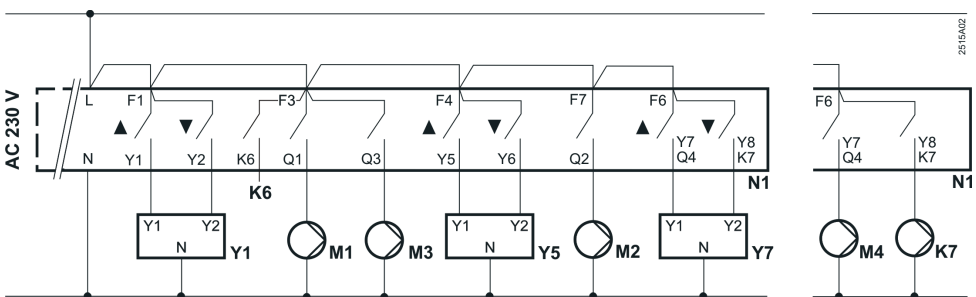 2515A02
AC 230 V
L F1 F3 F4 F7 F6 F6
▲ ▼ ▲ ▼ ▲ ▼
Y7 Y8 Y7 Y8
N Y1 Y2 K6 Q1 Q3 Y5 Y6 Q2 Q4 K7 Q4 K7
K6 N1 N1
Y1 Y2 Y1 Y2 Y1 Y2
N Y1 M1 M3 N Y5 M2 N Y7 M4 K7